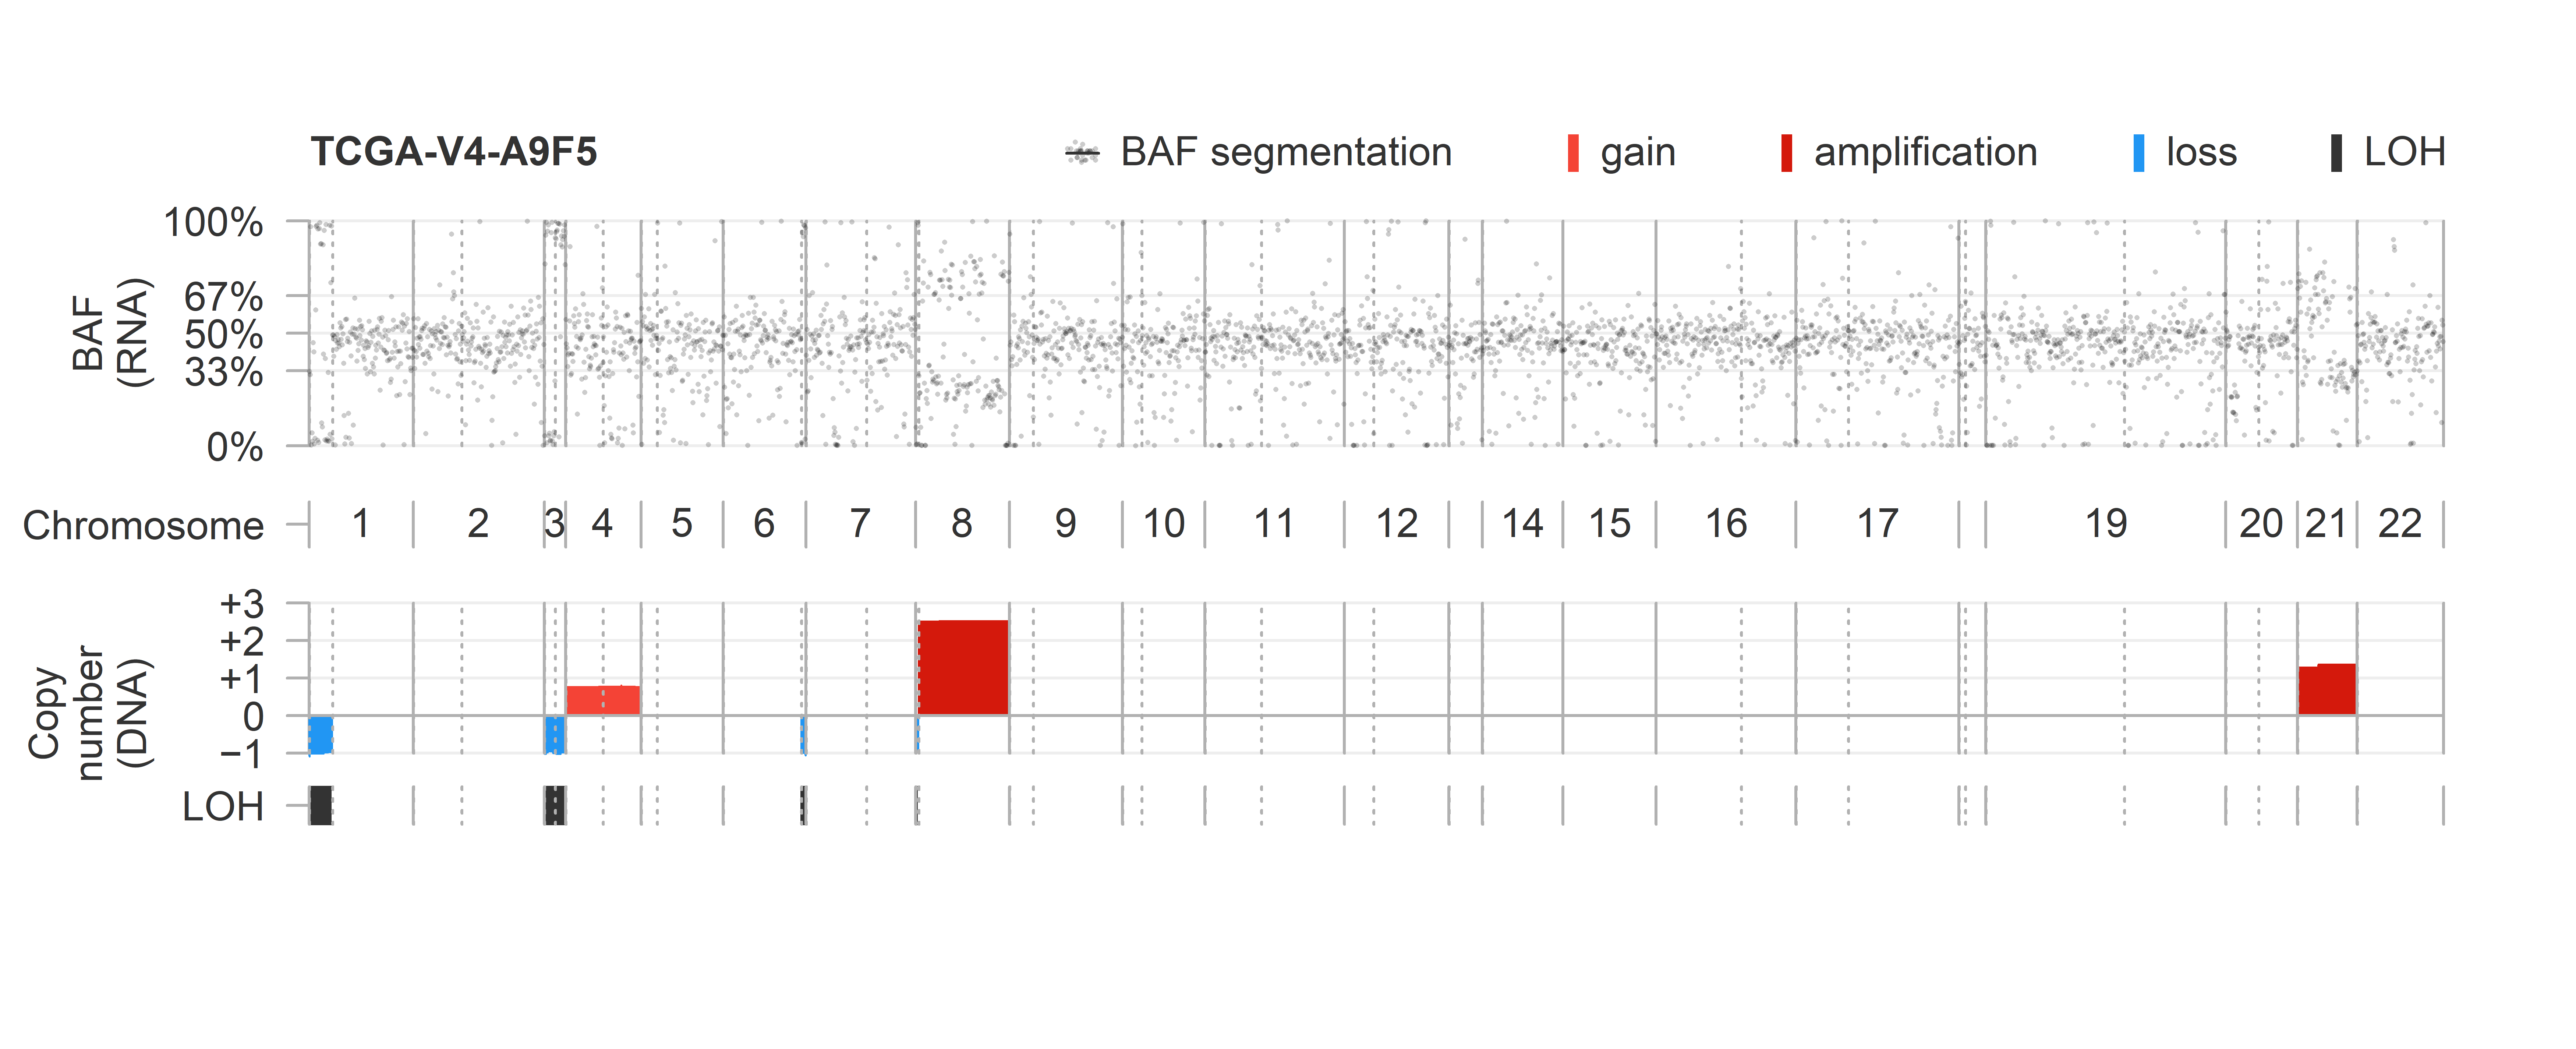 TCGA-V4-A9F5
BAF segmentation
gain
amplification
loss
LOH
BAF
(RNA)
100%
67%
50%
33%
0%
Chromosome
1 2 3 4 5 6 7 8 9 10 11 12 14 15 16 17 19 20 21 22
Copy
number
(DNA)
+3
+2
+1
0
−1
LOH